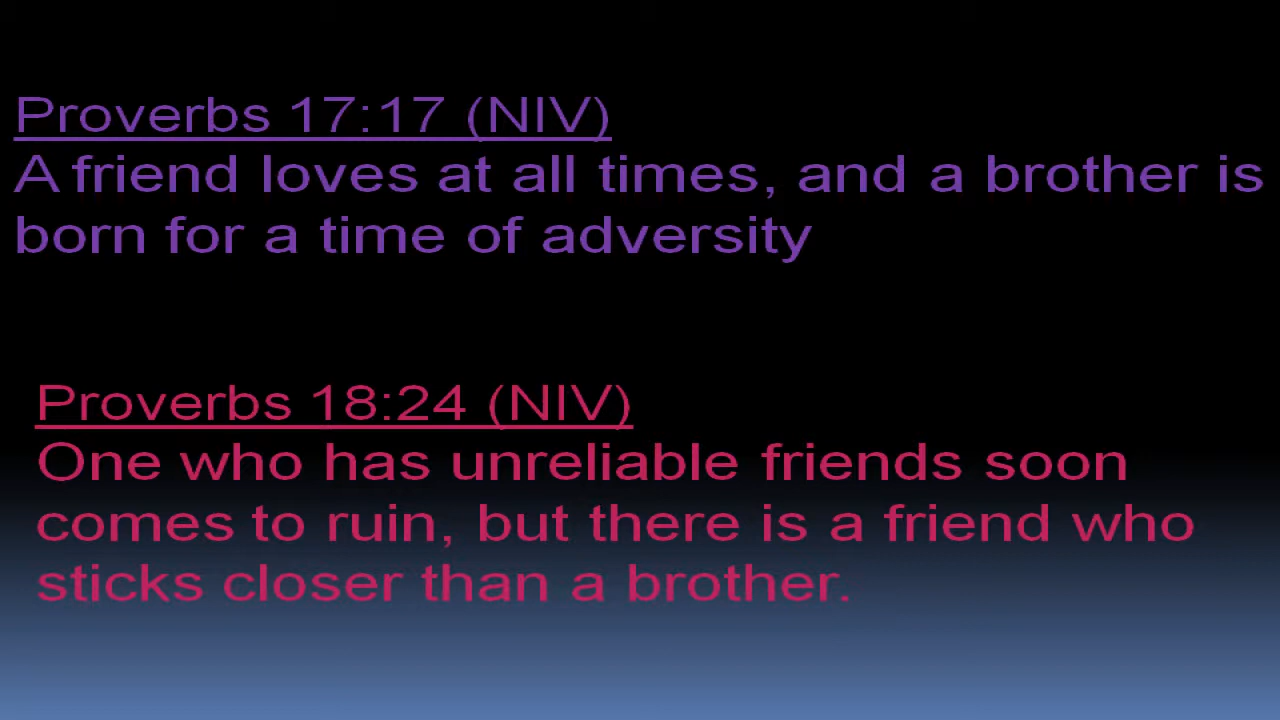 Proverbs 17:17 (NIV)
A friend loves at all times, and a brother is
born for a time of adversity
Proverbs 18:24 (NIV)
One who has unreliable friends soon
comes to ruin, but there is a friend who
sticks closer than a brother.